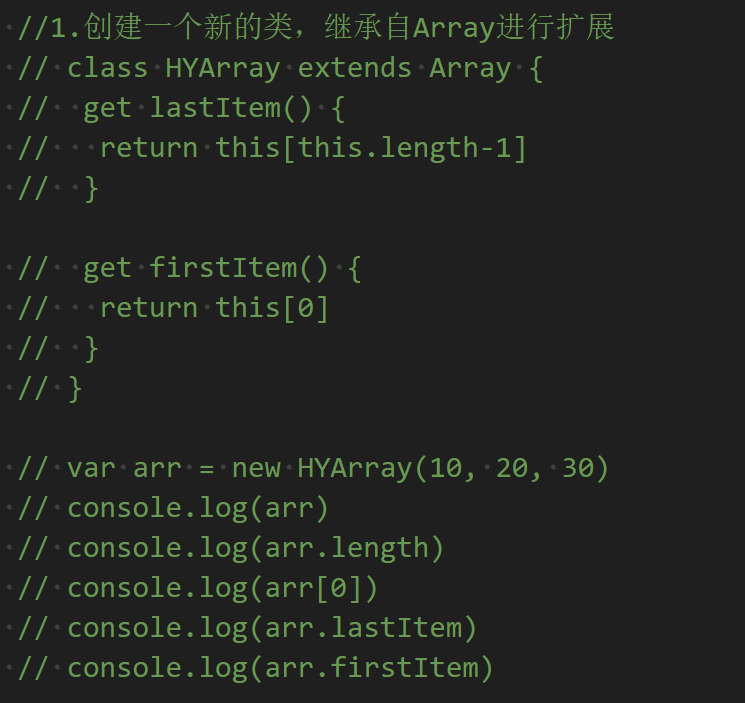 //1.创建一个新的类，继承自Array进行扩展
// class HYArray extends Array {
//  get lastItem() {
//   return this[this.length-1]
//  }
//  get firstItem() {
//   return this[0]
//  }
// }
// var arr = new HYArray(10, 20, 30)
// console.log(arr)
// console.log(arr.length)
// console.log(arr[0])
// console.log(arr.lastItem)
// console.log(arr.firstItem)